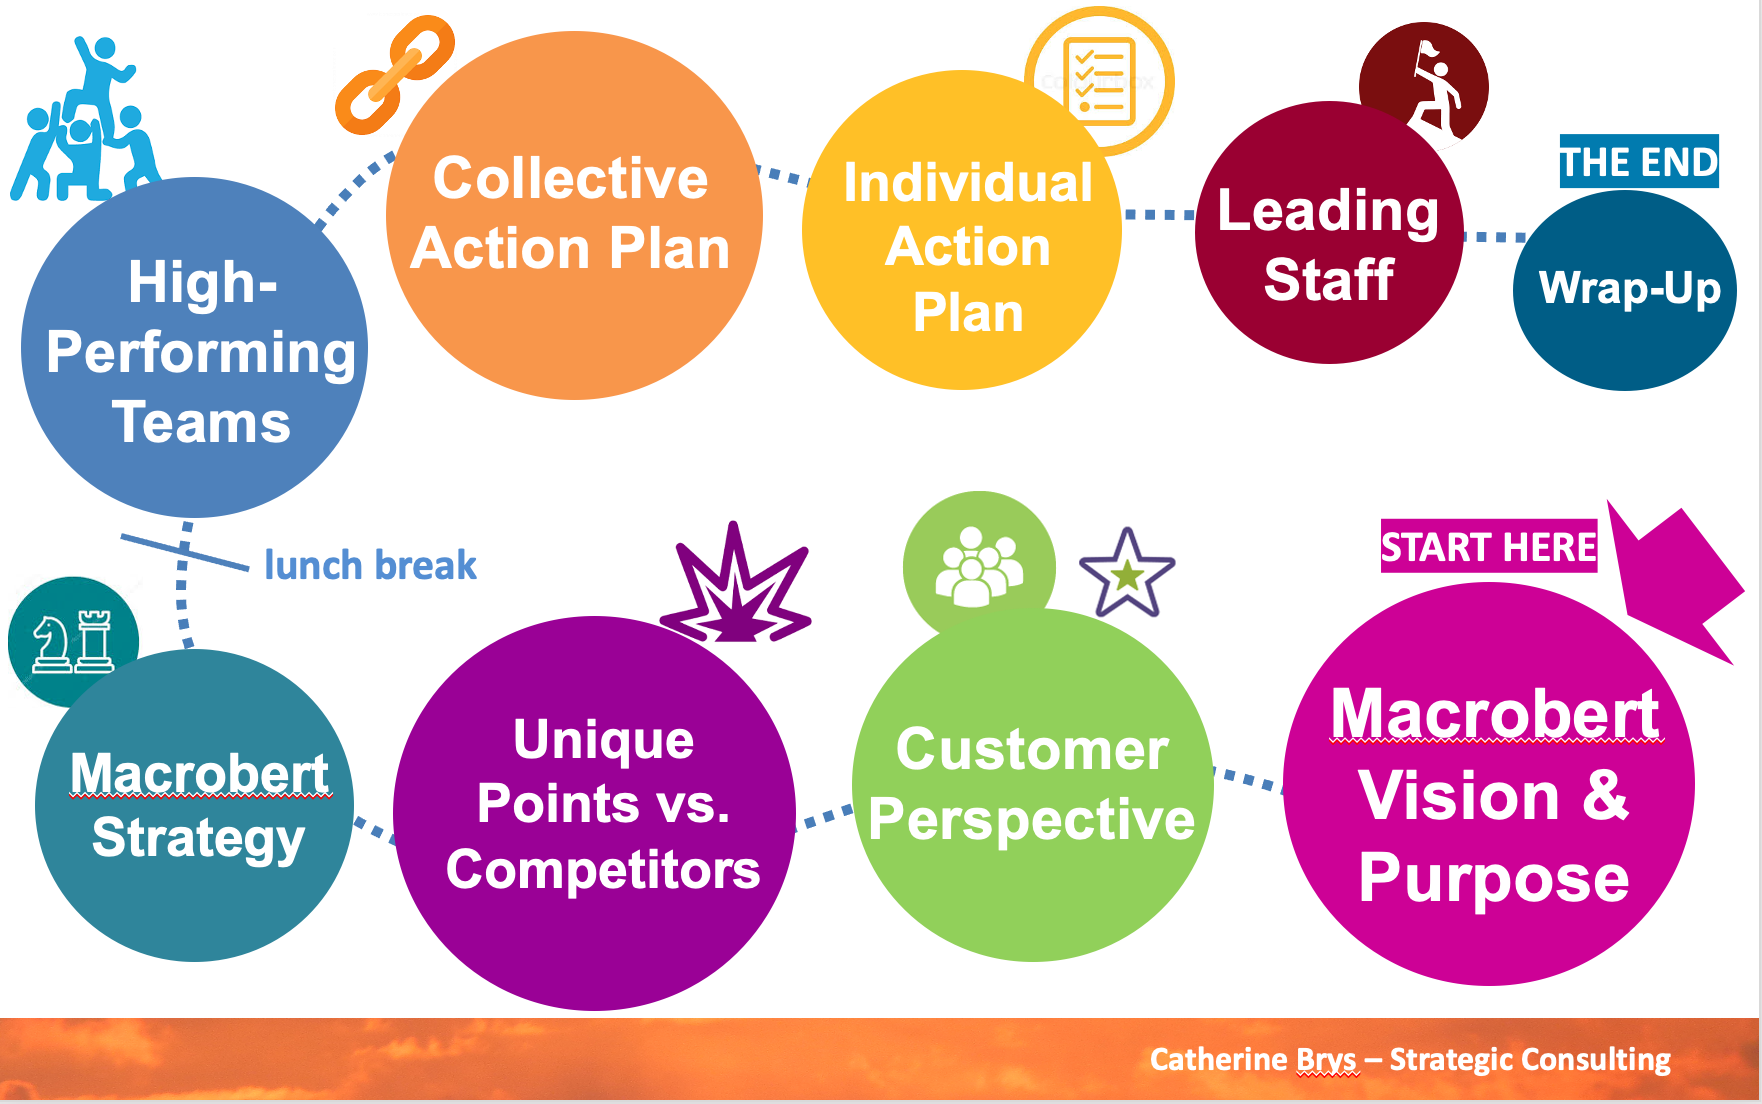 Collective
Action Plan
Individual
Action
Plan
Leading
Staff
THE END
Wrap-Up
High-
Performing
Teams
lunch break
START HERE
Macrobert
Strategy
Unique
Points vs.
Competitors
Customer
Perspective
Macrobert
Vision &
Purpose
Catherine Brys – Strategic Consulting